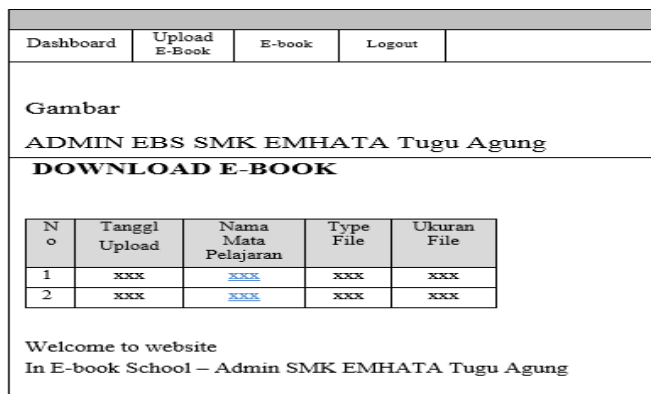 Dashboard Upload E-book Logout
E-Book
Gambar
ADMIN EBS SMK EMHATA Tugu Agung
DOWNLOAD E-BOOK
N Tanggl Nama Type Ukuran
o Upload Mata File File
Pelajaran
1 xxx xxx xxx xxx
2 xxx xxx xxx xxx
Welcome to website
In E-book School – Admin SMK EMHATA Tugu Agung